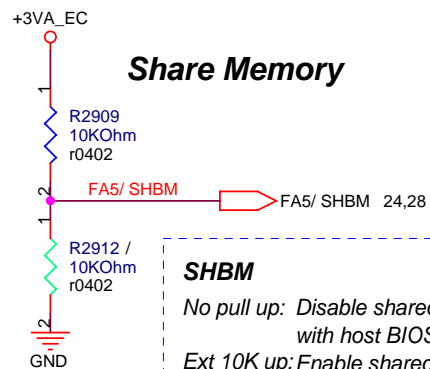 +3VA_EC
Share Memory
1
R2909
10KOhm
r0402
2
FA5/ SHBM
FA5/ SHBM 24,28
1
R2912 /
10KOhm
r0402
2
GND
SHBM
No pull up: Disable shared
with host BIOS
Ext 10K up: Enable shared